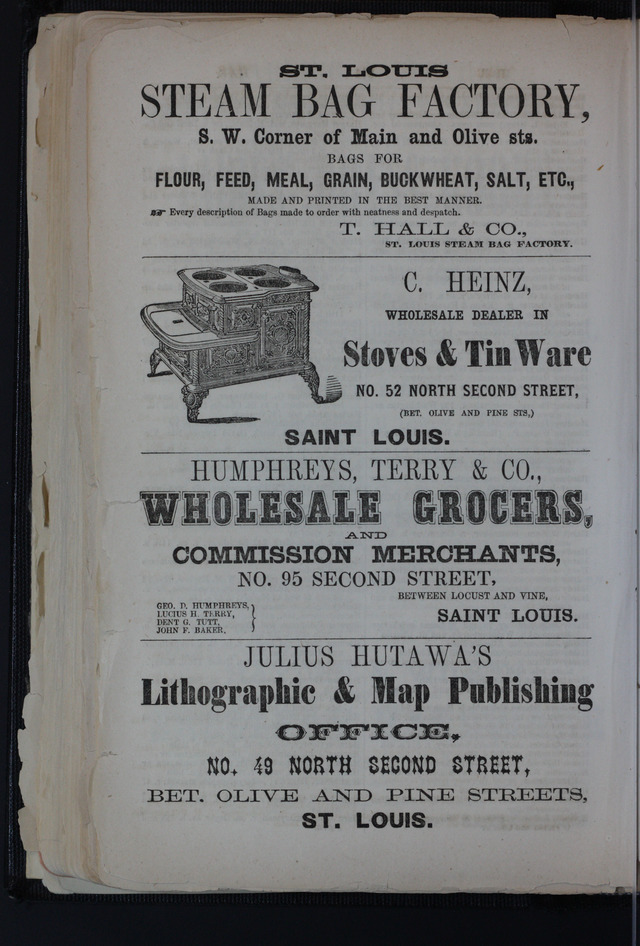 ST. LOUIS
STEAM BAG FACTORY,
S. W. Corner of Main and Olive sts.
BAGS FOR
FLOUR, FEED, MEAL, GRAIN, BUCKWHEAT, SALT, ETC.,
MADE AND PRINTED IN THE BEST MANNER.
☞ Every description of Bags made to order with neatness and despatch.
T. HALL & CO.,
ST. LOUIS STEAM BAG FACTORY.
C. HEINZ,
WHOLESALE DEALER IN
Stoves & Tin Ware
NO. 52 NORTH SECOND STREET,
(BET. OLIVE AND PINE STS,)
SAINT LOUIS.
HUMPHREYS, TERRY & CO.,
WHOLESALE GROCERS,
AND
COMMISSION MERCHANTS,
NO. 95 SECOND STREET,
BETWEEN LOCUST AND VINE,
GEO. D. HUMPHREYS,
LUCIUS H. TERRY,
DENT G. TUTT,
JOHN F. BAKER.
SAINT LOUIS.
JULIUS HUTAWA'S
Lithographic & Map Publishing
OFFICE,
NO. 49 NORTH SECOND STREET,
BET. OLIVE AND PINE STREETS,
ST. LOUIS.